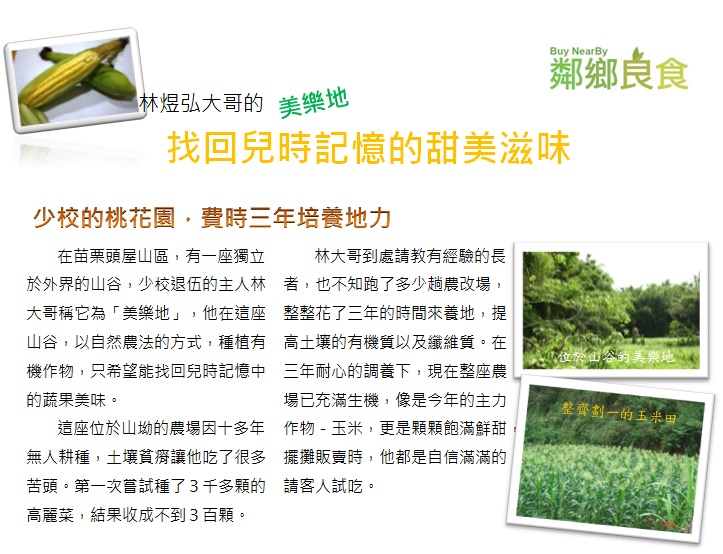 Buy NearBy
鄰鄉良食
林煜弘大哥的 美樂地
找回兒時記憶的甜美滋味
少校的桃花園，費時三年培養地力
在苗栗頭屋山區，有一座獨立
於外界的山谷，少校退伍的主人林
大哥稱它為「美樂地」，他在這座
山谷，以自然農法的方式，種植有
機作物，只希望能找回兒時記憶中
的蔬果美味。
這座位於山坳的農場因十多年
無人耕種，土壤貧瘠讓他吃了很多
苦頭。第一次嘗試種了３千多顆的
高麗菜，結果收成不到３百顆。
林大哥到處請教有經驗的長
者，也不知跑了多少趟農改場，
整整花了三年的時間來養地，提
高土壤的有機質以及纖維質。在
三年耐心的調養下，現在整座農
場已充滿生機，像是今年的主力
作物－玉米，更是顆顆飽滿鮮甜，
擺攤販賣時，他都是自信滿滿的
請客人試吃。
位於山谷的美樂地
整齊劃一的玉米田